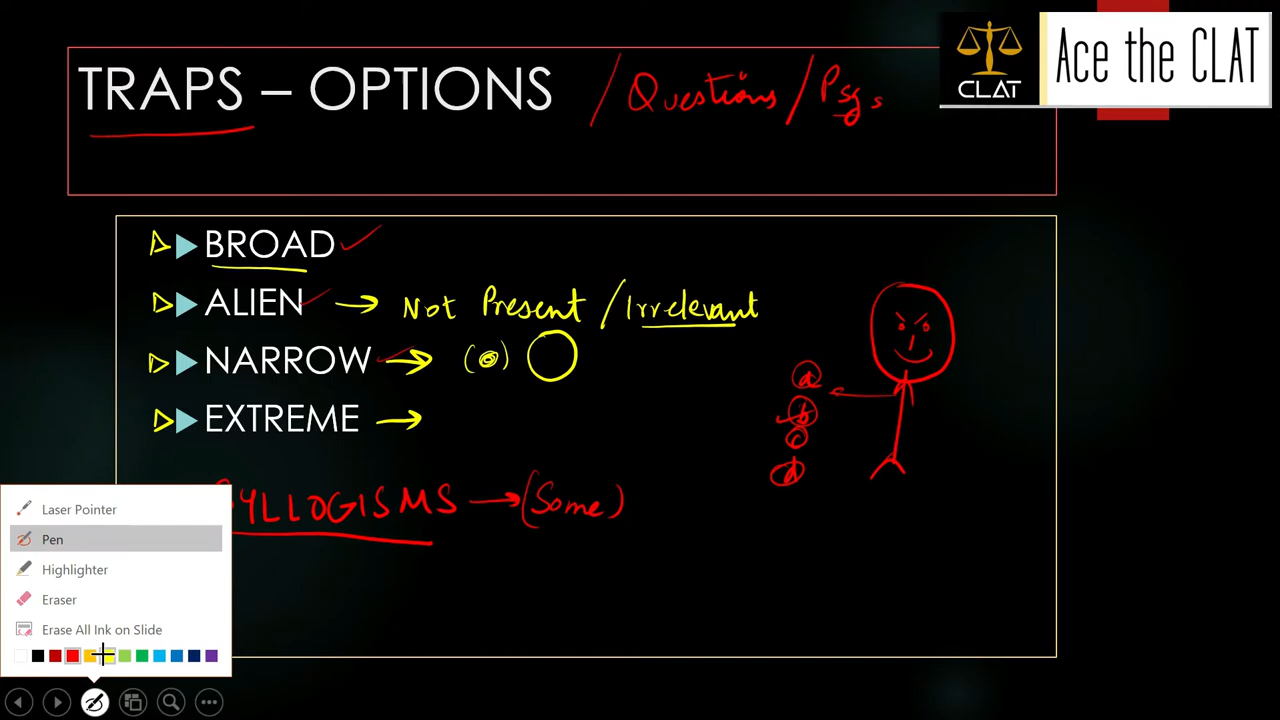 TRAPS – OPTIONS / Questions / Psgs
CLAT
Ace the CLAT
BROAD
ALIEN → Not Present / Irrelevant
NARROW →
EXTREME →
a
b
c
d
SYLLOGISMS → (Some)
Laser Pointer
Pen
Highlighter
Eraser
Erase All Ink on Slide